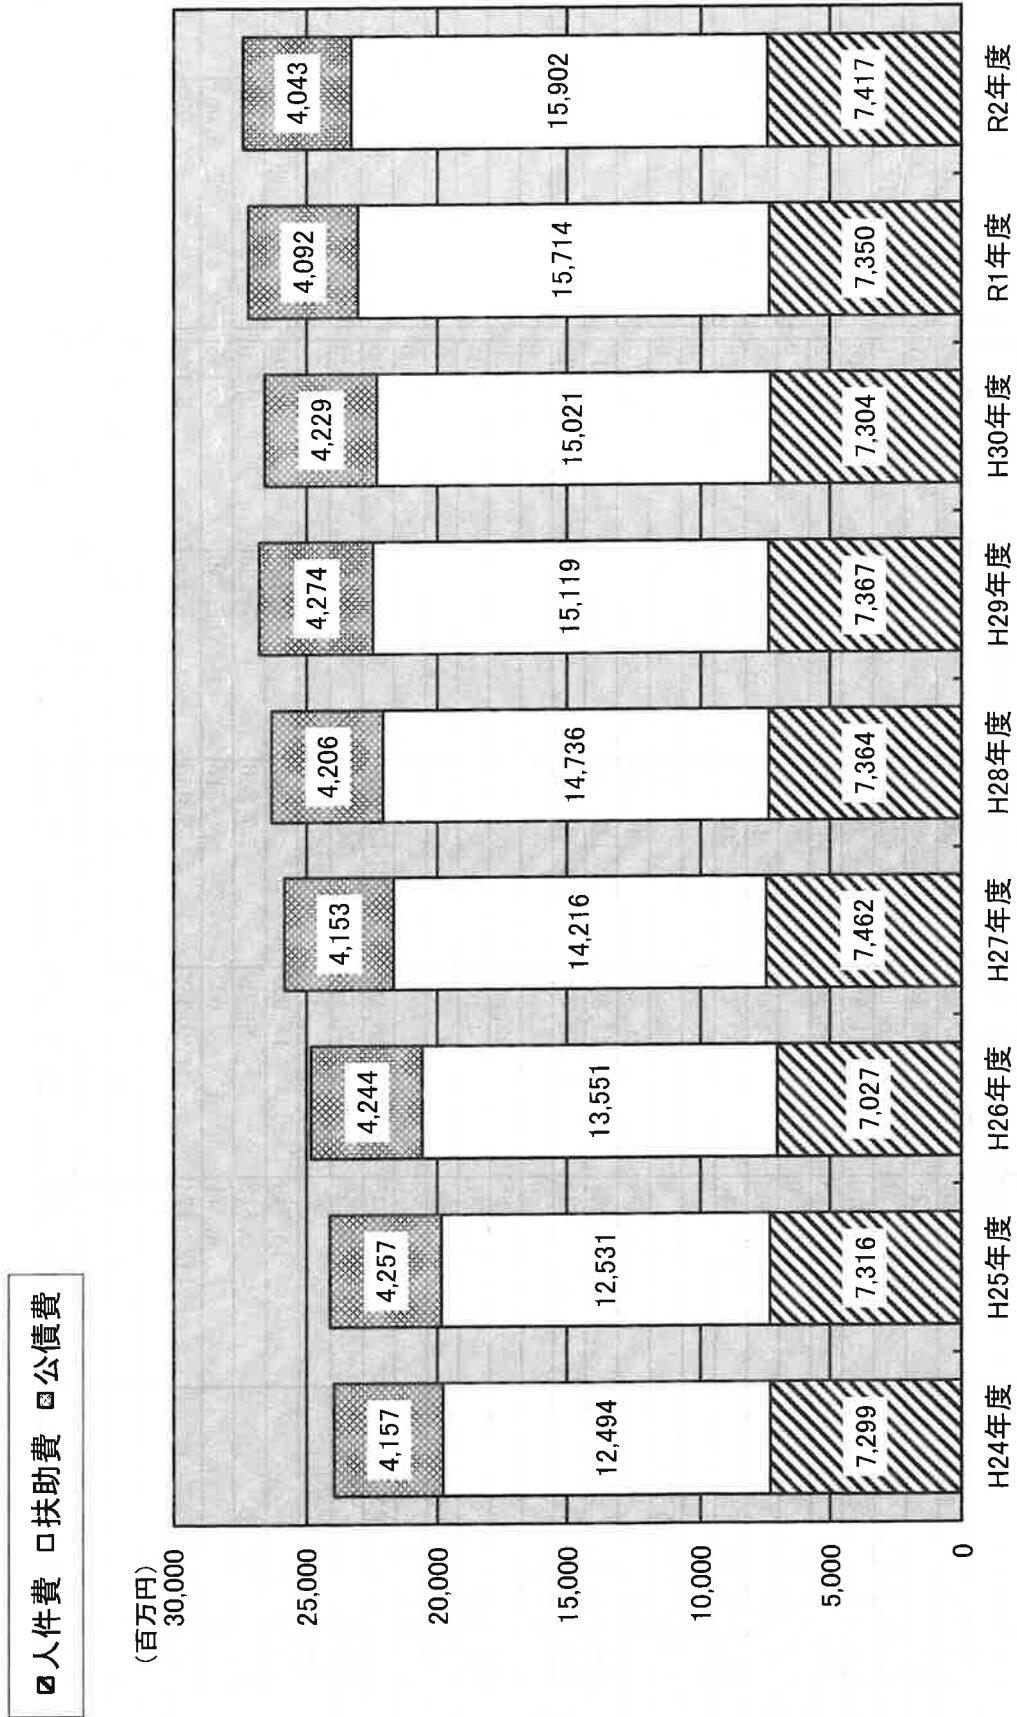 人件費 扶助費 公債費
(百万円)
30,000
25,000
20,000
15,000
10,000
5,000
0
4,157 4,257 4,244 4,153 4,206 4,274 4,229 4,092 4,043
12,494 12,531 13,551 14,216 14,736 15,119 15,021 15,714 15,902
7,299 7,316 7,027 7,462 7,364 7,367 7,304 7,350 7,417
H24年度 H25年度 H26年度 H27年度 H28年度 H29年度 H30年度 R1年度 R2年度